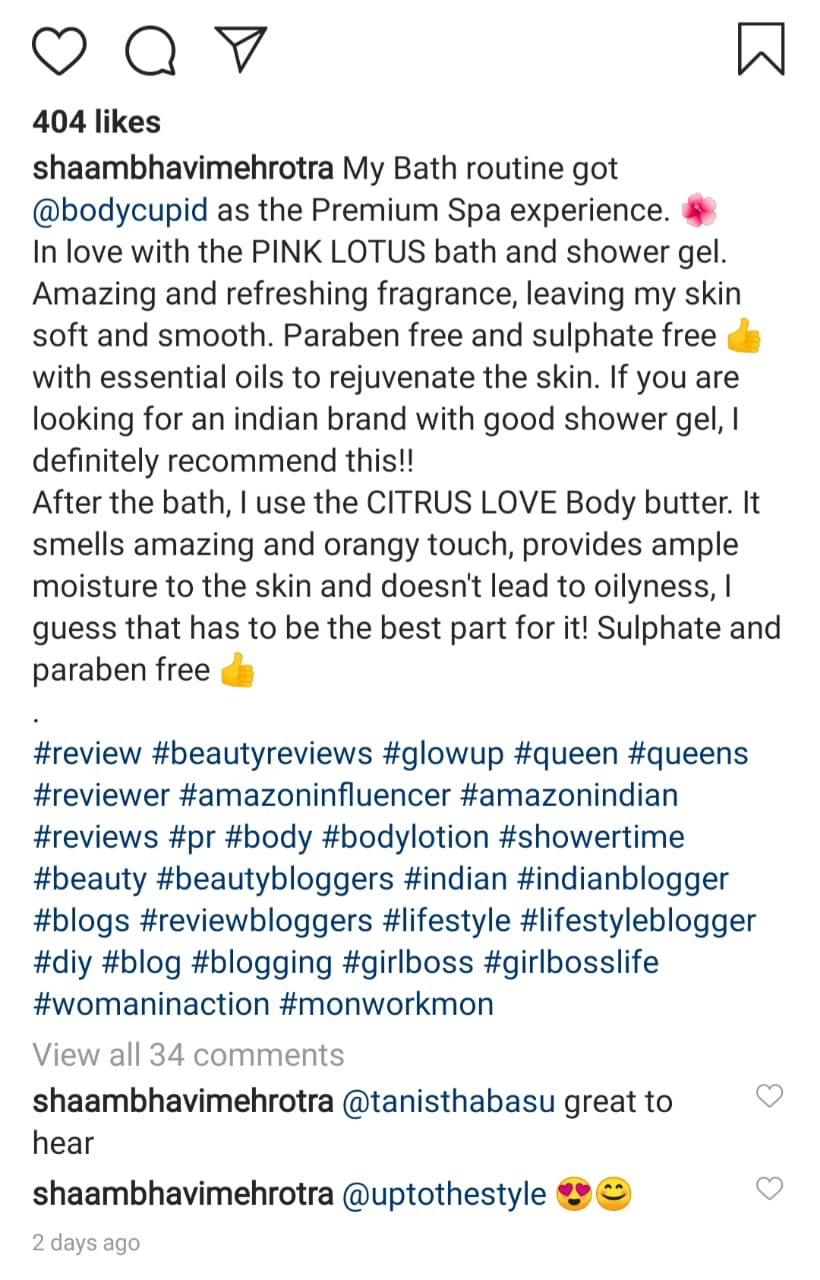 404 likes
shaambhavimehrotra My Bath routine got
@bodycupid as the Premium Spa experience. 🌺
In love with the PINK LOTUS bath and shower gel.
Amazing and refreshing fragrance, leaving my skin
soft and smooth. Paraben free and sulphate free 👍
with essential oils to rejuvenate the skin. If you are
looking for an indian brand with good shower gel, I
definitely recommend this!!
After the bath, I use the CITRUS LOVE Body butter. It
smells amazing and orangy touch, provides ample
moisture to the skin and doesn't lead to oilyness, I
guess that has to be the best part for it! Sulphate and
paraben free 👍
.
#review #beautyreviews #glowup #queen #queens
#reviewer #amazoninfluencer #amazonindian
#reviews #pr #body #bodylotion #showertime
#beauty #beautybloggers #indian #indianblogger
#blogs #reviewbloggers #lifestyle #lifestyleblogger
#diy #blog #blogging #girlboss #girlbosslife
#womaninaction #monworkmon
View all 34 comments
shaambhavimehrotra @tanisthabasu great to
hear
shaambhavimehrotra @uptothestyle 😍😊
2 days ago